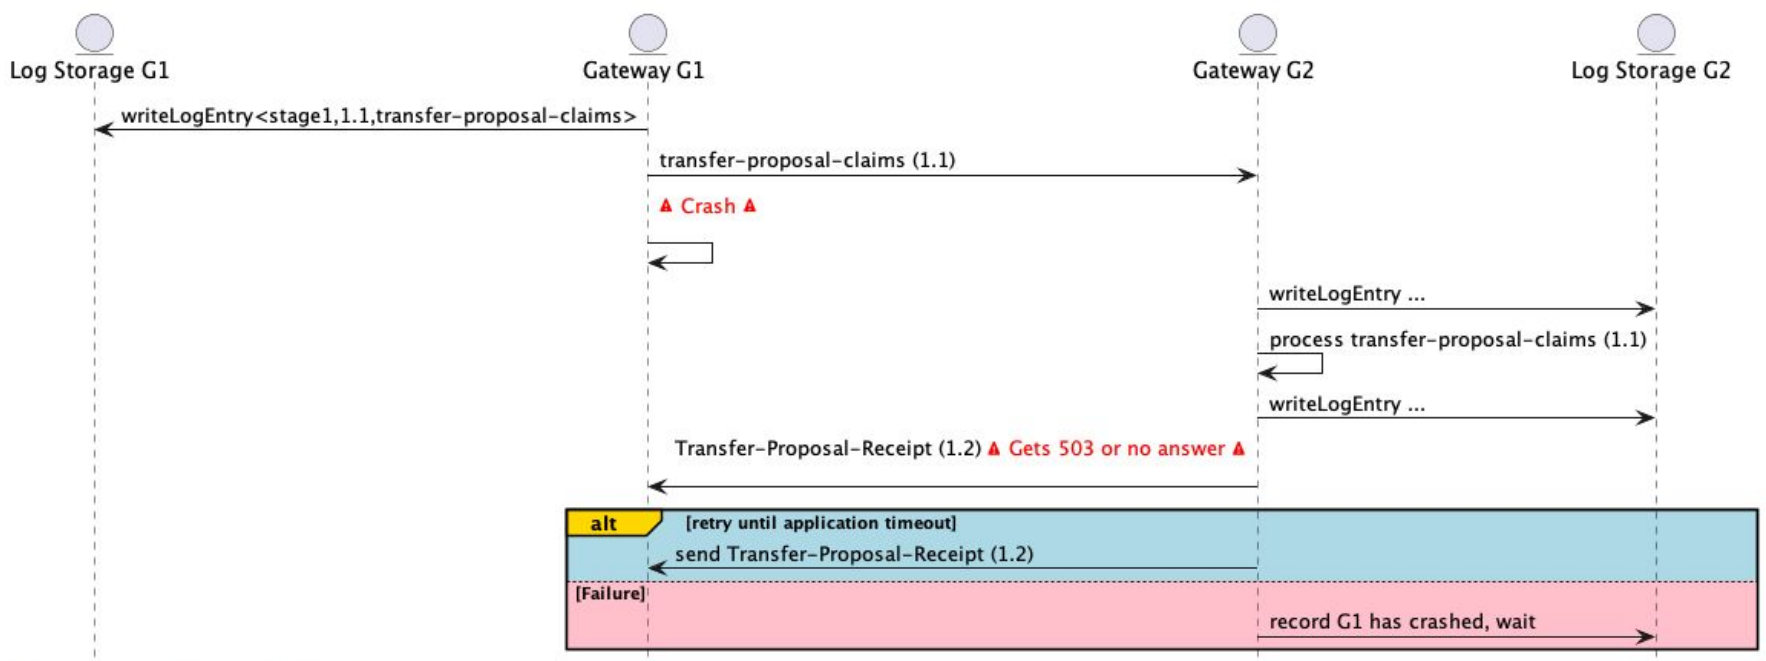 Log Storage G1
Gateway G1
Gateway G2
Log Storage G2
writeLogEntry<stage1,1.1,transfer-proposal-claims>
transfer-proposal-claims (1.1)
⚠ Crash ⚠
writeLogEntry ...
process transfer-proposal-claims (1.1)
writeLogEntry ...
Transfer-Proposal-Receipt (1.2) ⚠ Gets 503 or no answer ⚠
alt [retry until application timeout]
send Transfer-Proposal-Receipt (1.2)
[Failure]
record G1 has crashed, wait